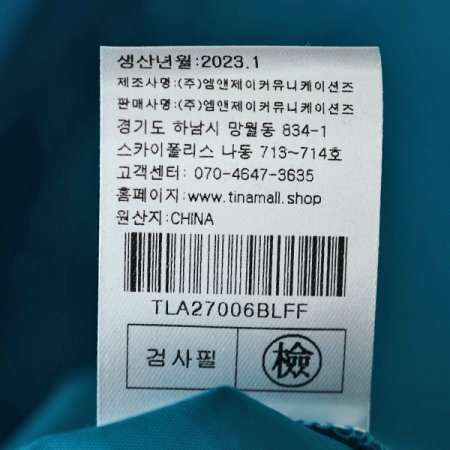 생산년월:2023.1
제조사명:(주)엠앤제이커뮤니케이션즈
판매사명:(주)엠앤제이커뮤니케이션즈
경기도 하남시 망월동 834-1
스카이폴리스 나동 713~714호
고객센터: 070-4647-3635
홈페이지:www.tinamall.shop
원산지:CHINA
TLA27006BLFF
검사필 檢